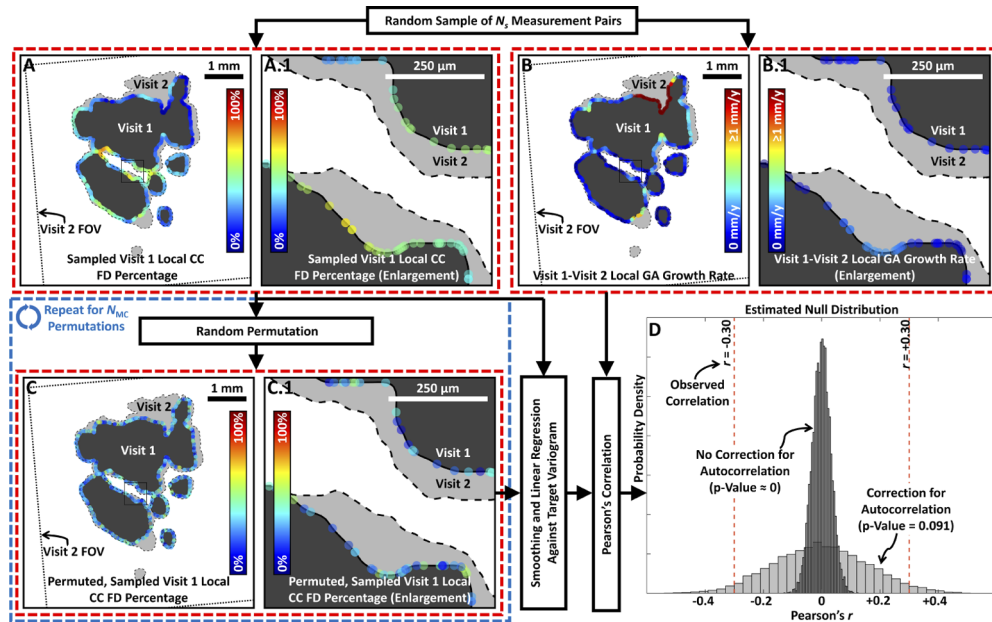 Random Sample of Ns Measurement Pairs
A
Visit 2
1 mm
100%
Visit 1
0%
Visit 2 FOV
Sampled Visit 1 Local CC
FD Percentage
A.1
250 µm
100%
Visit 1
Visit 2
0%
Sampled Visit 1 Local CC
FD Percentage (Enlargement)
B
Visit 2
1 mm
≥1 mm/y
Visit 1
0 mm/y
Visit 2 FOV
Visit 1-Visit 2 Local GA Growth Rate
B.1
250 µm
≥1 mm/y
Visit 1
Visit 2
0 mm/y
Visit 1-Visit 2 Local GA Growth Rate
(Enlargement)
Repeat for NMC
Permutations
Random Permutation
C
Visit 2
1 mm
100%
Visit 1
0%
Visit 2 FOV
Permuted, Sampled Visit 1 Local
CC FD Percentage
C.1
250 µm
100%
Visit 1
Visit 2
0%
Permuted, Sampled Visit 1 Local
CC FD Percentage (Enlargement)
Smoothing and Linear Regression
Against Target Variogram
Pearson's Correlation
Estimated Null Distribution
D
r = -0.30
r = +0.30
Observed
Correlation
No Correction for
Autocorrelation
(p-Value ≈ 0)
Correction for
Autocorrelation
(p-Value = 0.091)
Probability Density
-0.4 -0.2 0 +0.2 +0.4
Pearson's r